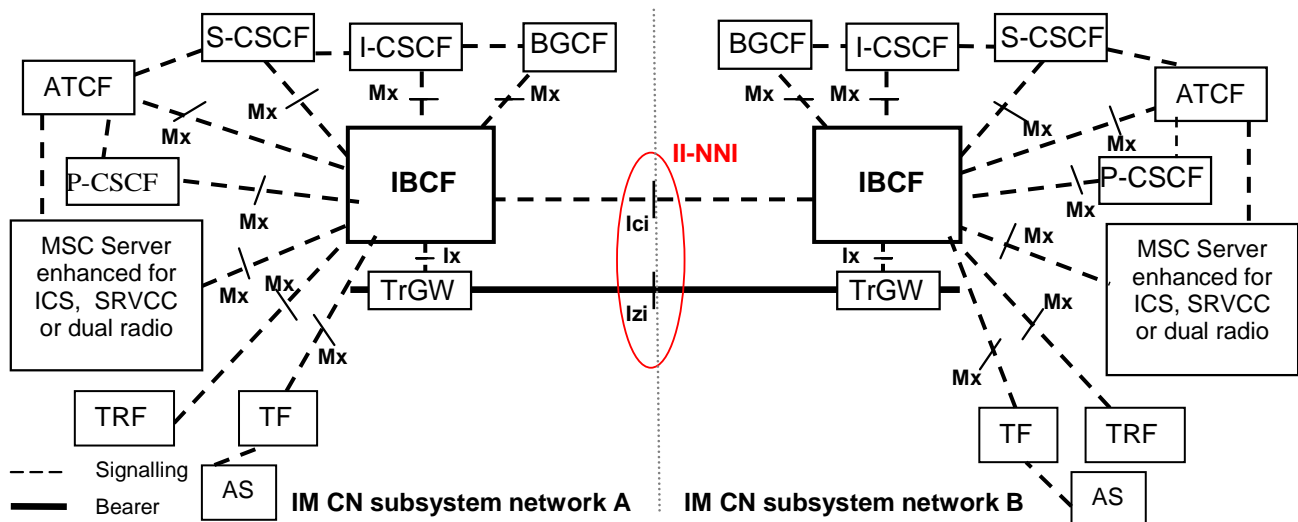 S-CSCF
I-CSCF
BGCF
BGCF
I-CSCF
S-CSCF
ATCF
Mx
Mx
Mx
Mx
Mx
Mx
Mx
ATCF
Mx
Mx
P-CSCF
IBCF
II-NNI
IBCF
P-CSCF
Mx
Ici
Mx
MSC Server
enhanced for
ICS, SRVCC
or dual radio
Mx
Ix
Ix
Mx
MSC Server
enhanced for
ICS, SRVCC
or dual radio
Mx
TrGW
Izi
TrGW
Mx
Mx
Mx
TRF
TF
TF
TRF
Signalling
AS
AS
Bearer
IM CN subsystem network A
IM CN subsystem network B